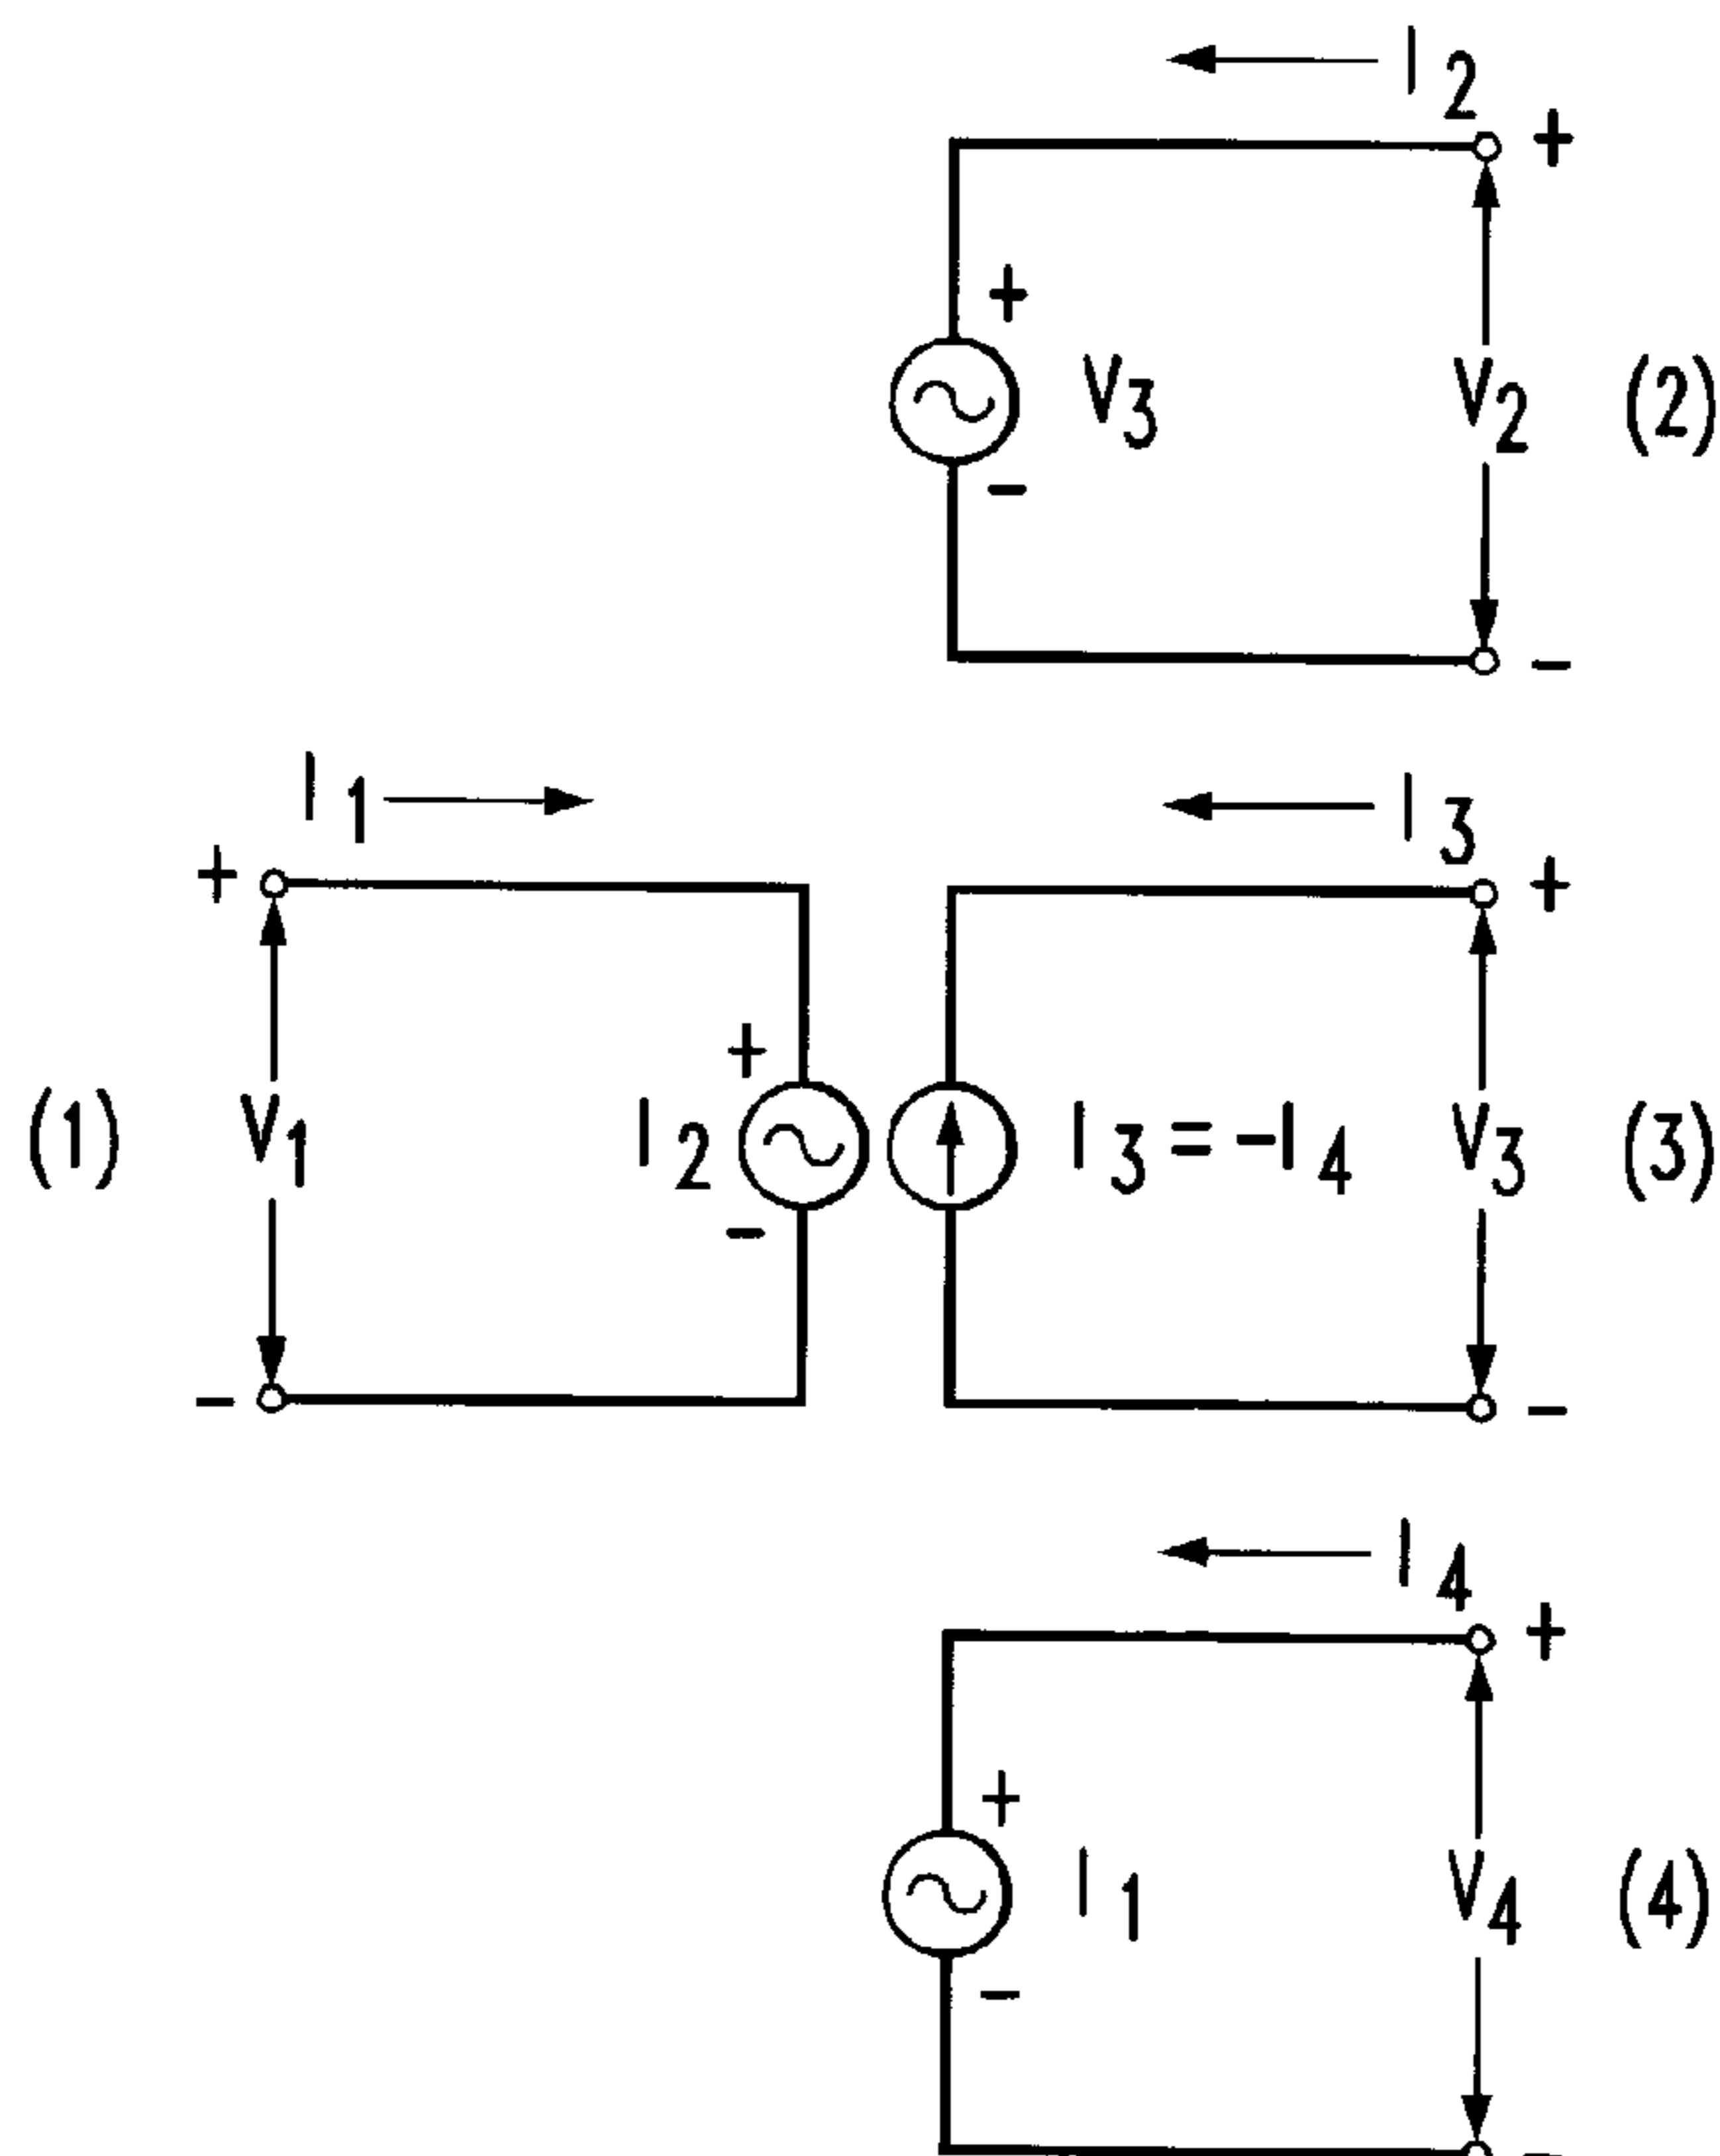 I2
+
+
V3
V2
(2)
-
-
I1
I3
+
+
+
(1)
V1
I2
I3=-I4
V3
(3)
-
-
-
I4
+
+
I1
V4
(4)
-
-